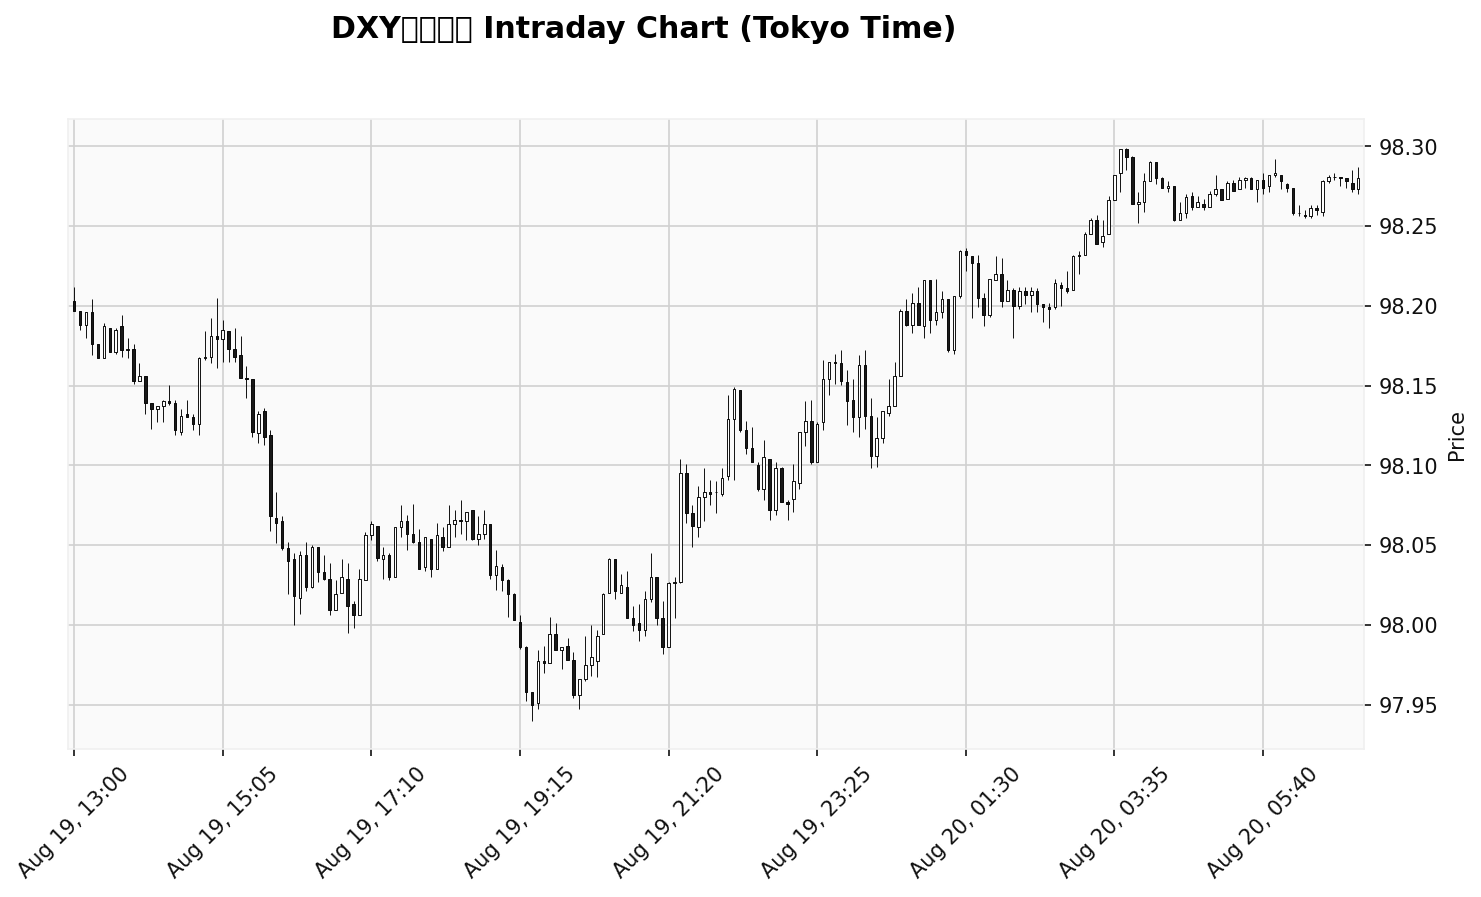 DXY Intraday Chart (Tokyo Time)
98.30
98.25
98.20
98.15
98.10
98.05
98.00
97.95
Price
Aug 19, 13:00
Aug 19, 15:05
Aug 19, 17:10
Aug 19, 19:15
Aug 19, 21:20
Aug 19, 23:25
Aug 20, 01:30
Aug 20, 03:35
Aug 20, 05:40